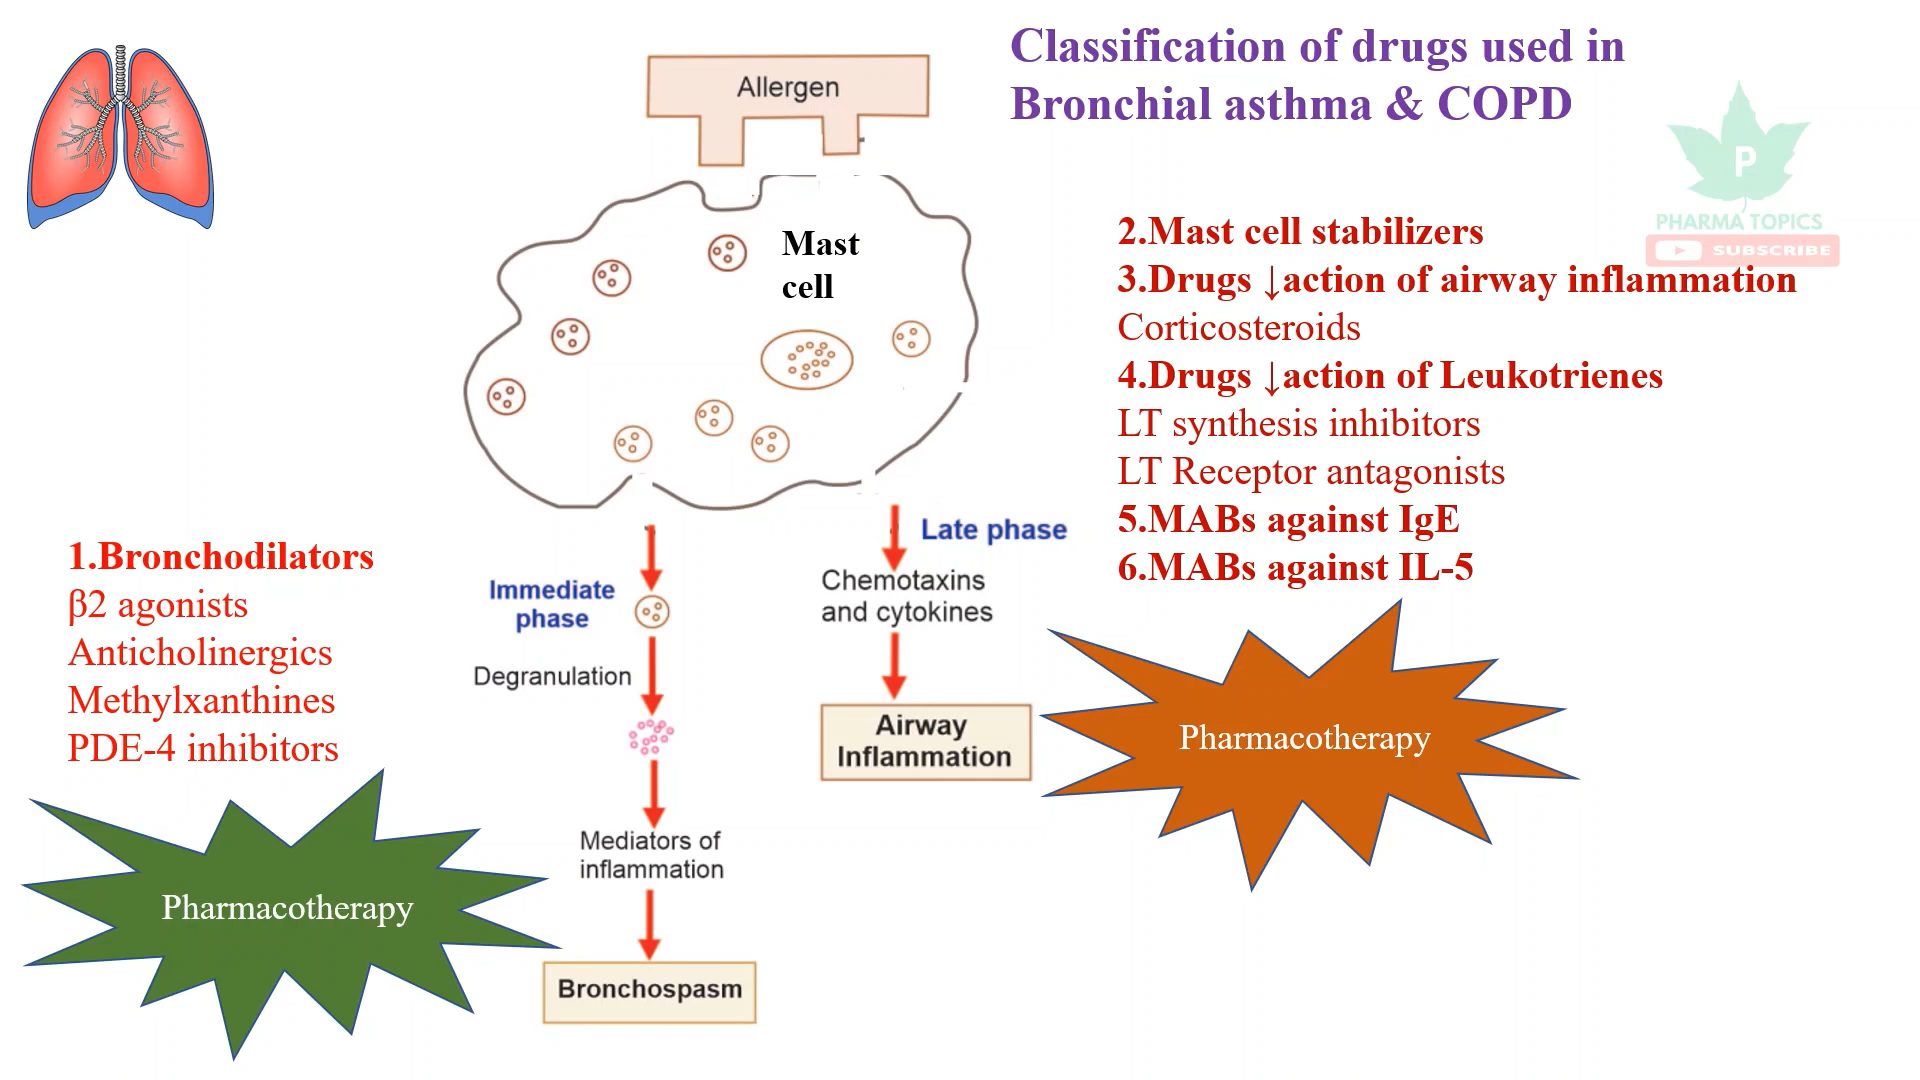 Classification of drugs used in
Bronchial asthma & COPD
Allergen
Mast
cell
P
PHARMA TOPICS
SUBSCRIBE
2.Mast cell stabilizers
3.Drugs ↓action of airway inflammation
Corticosteroids
4.Drugs ↓action of Leukotrienes
LT synthesis inhibitors
LT Receptor antagonists
5.MABs against IgE
6.MABs against IL-5
1.Bronchodilators
β2 agonists
Anticholinergics
Methylxanthines
PDE-4 inhibitors
Pharmacotherapy
Immediate
phase
Degranulation
Mediators of
inflammation
Bronchospasm
Late phase
Chemotaxins
and cytokines
Airway
Inflammation
Pharmacotherapy